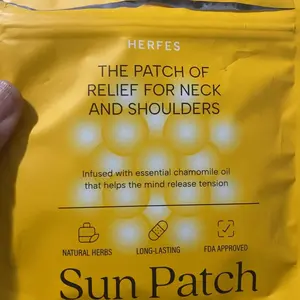 HERFES
THE PATCH OF
RELIEF FOR NECK
AND SHOULDERS
Infused with essential chamomile oil
that helps the mind release tension
NATURAL HERBS
LONG-LASTING
FDA APPROVED
Sun Patch